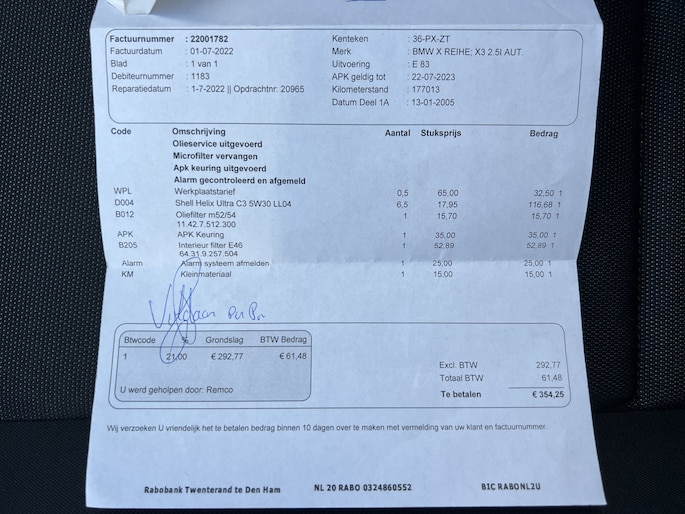 Factuurnummer : 22001782 Kenteken : 36-PX-ZT
Factuurdatum : 01-07-2022 Merk : BMW X REIHE; X3 2.5I AUT.
Blad : 1 van 1 Uitvoering : E 83
Debiteurnummer : 1183 APK geldig tot : 22-07-2023
Reparatiedatum : 1-7-2022 || Opdrachtnr: 20965 Kilometerstand : 177013
Datum Deel 1A : 13-01-2005
Code Omschrijving Aantal Stuksprijs Bedrag
Olieservice uitgevoerd
Microfilter vervangen
Apk keuring uitgevoerd
Alarm gecontroleerd en afgemeld
WPL Werkplaatstarief 0,5 65,00 32,50 1
D004 Shell Helix Ultra C3 5W30 LL04 6,5 17,95 116,68 1
B012 Oliefilter m52/54 1 15,70 15,70 1
11.42.7.512.300
APK APK Keuring 1 35,00 35,00 1
B205 Interieur filter E46 1 52,89 52,89 1
64.31.9.257.504
Alarm Alarm systeem afmelden 1 25,00 25,00 1
KM Kleinmateriaal 1 15,00 15,00 1
Btwcode % Grondslag BTW Bedrag
1 21,00 € 292,77 € 61,48
Excl. BTW 292,77
Totaal BTW 61,48
U werd geholpen door: Remco
Te betalen € 354,25
Wij verzoeken U vriendelijk het te betalen bedrag binnen 10 dagen over te maken met vermelding van uw klant en factuurnummer.
Rabobank Twenterand te Den Ham NL 20 RABO 0324860552 BIC RABONL2U